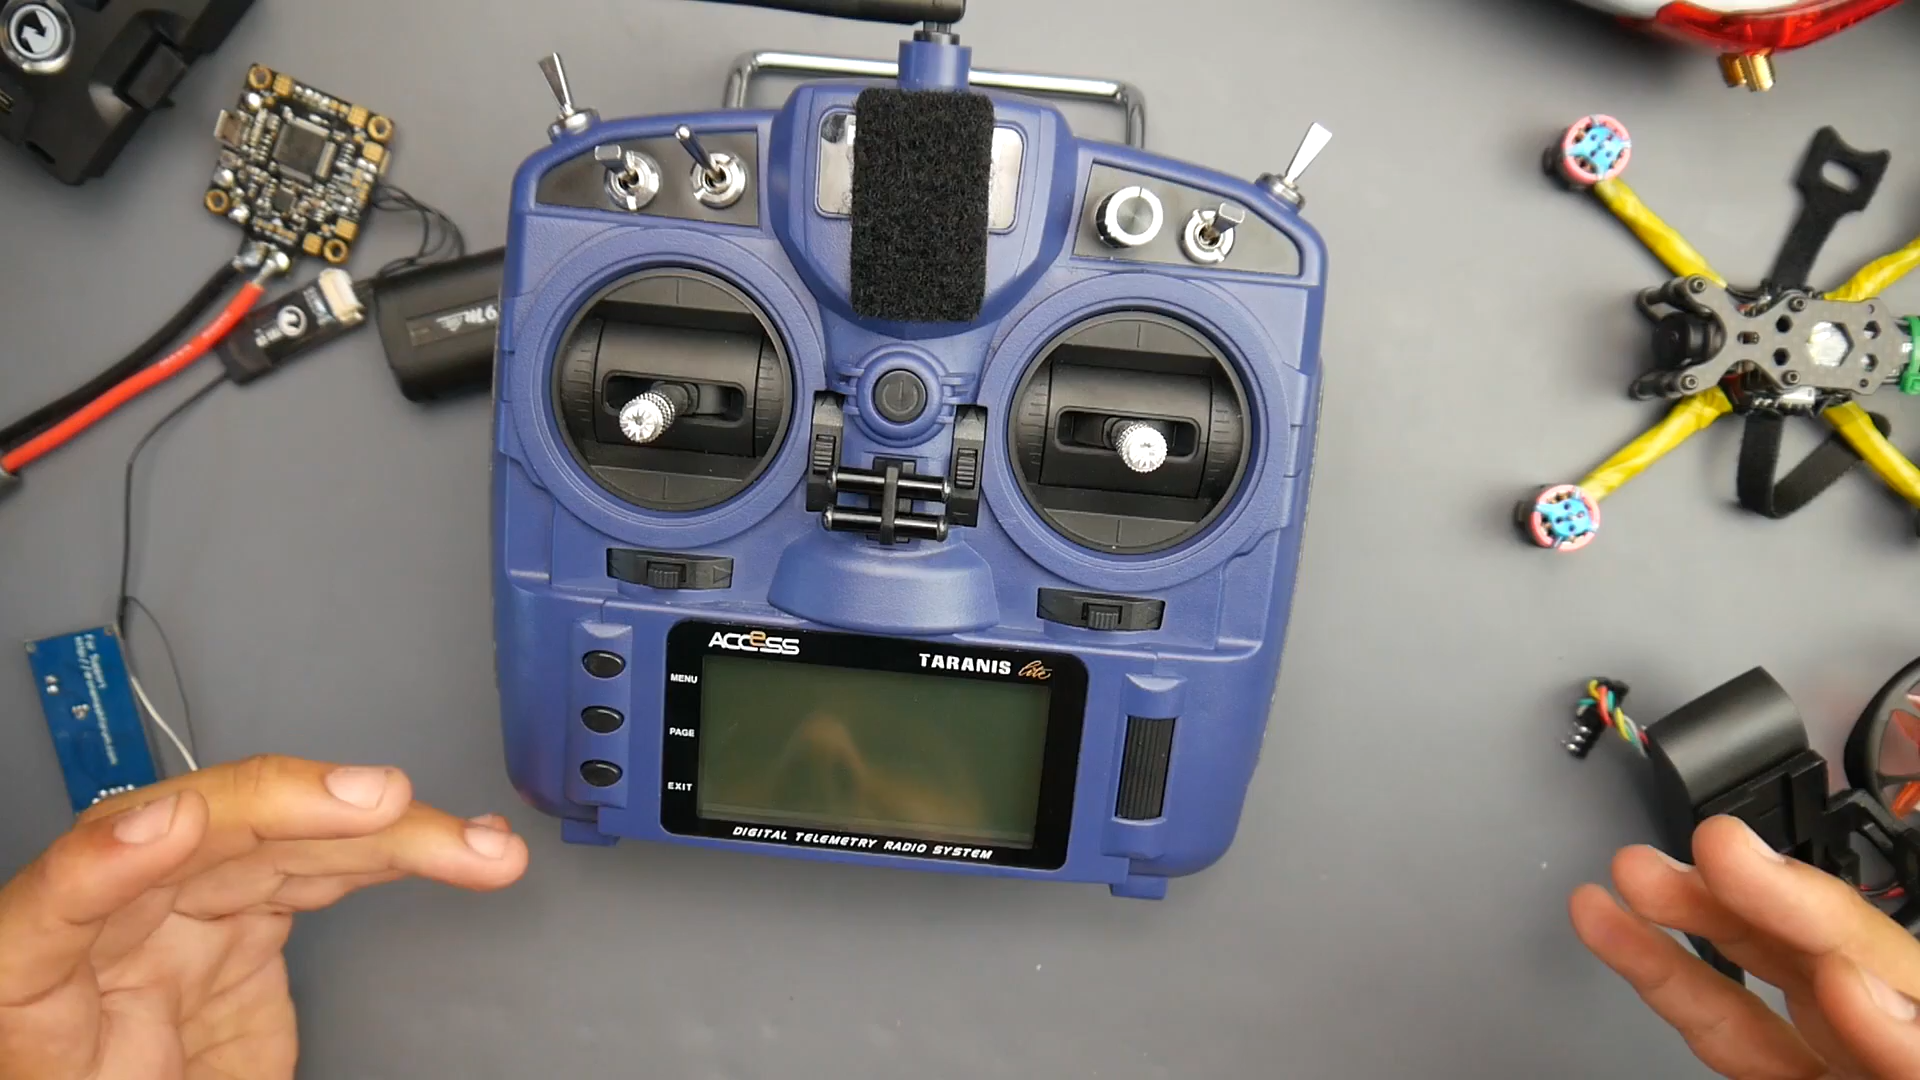 ACCESS
TARANIS lite
MENU
PAGE
EXIT
DIGITAL TELEMETRY RADIO SYSTEM